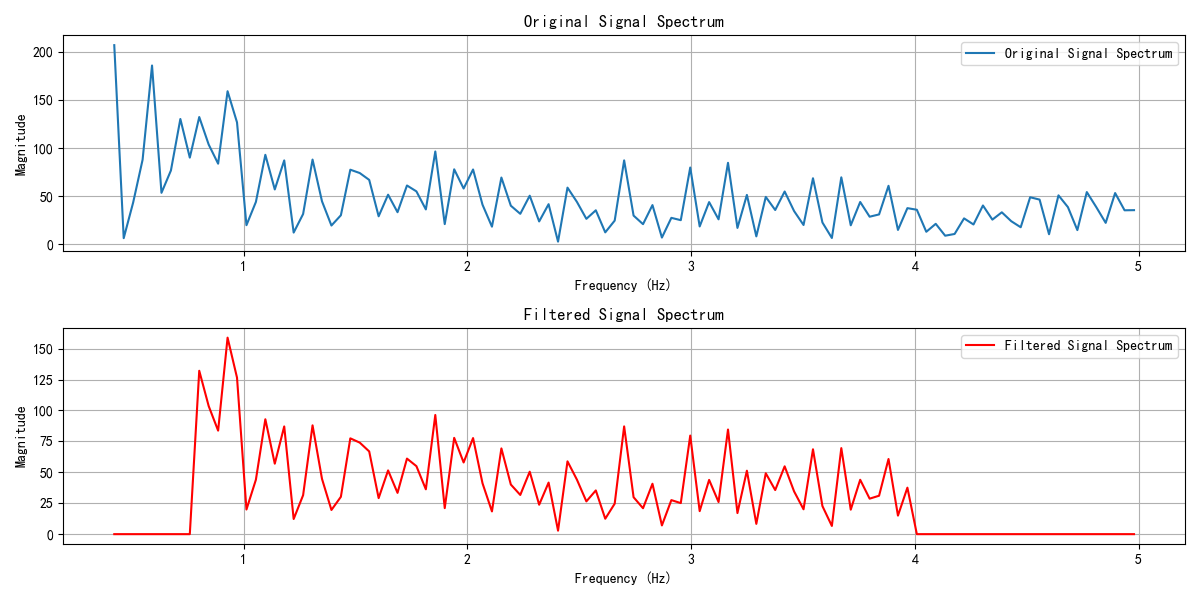 Original Signal Spectrum
200
150
100
50
0
Magnitude
Original Signal Spectrum
1 2 3 4 5
Frequency (Hz)
Filtered Signal Spectrum
150
125
100
75
50
25
0
Magnitude
Filtered Signal Spectrum
1 2 3 4 5
Frequency (Hz)